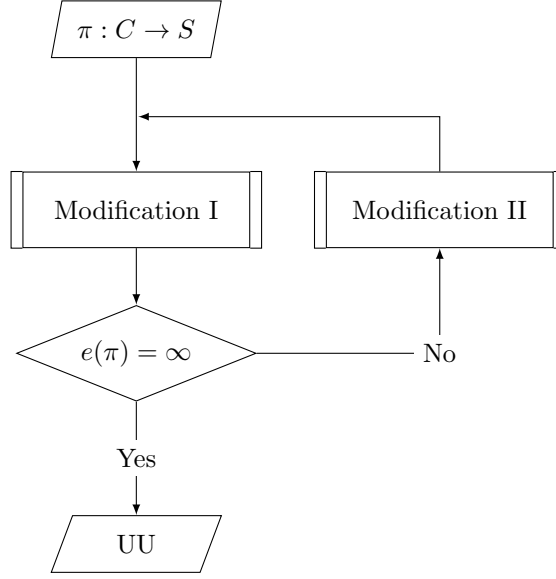 π : C → S
Modification I
Modification II
e(π) = ∞
No
Yes
UU